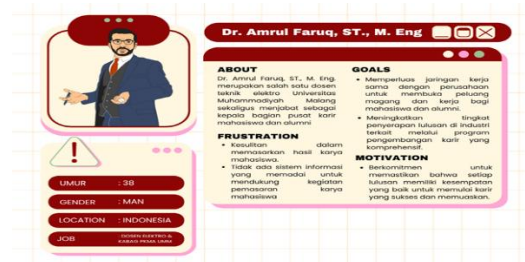 Dr. Amrul Faruq, ST., M. Eng
ABOUT
Dr. Amrul Faruq, ST., M. Eng.
merupakan salah satu dosen
teknik elektro Universitas
Muhammadiyah Malang
sekaligus menjabat sebagai
kepala bagian pusat karir
mahasiswa dan alumni
FRUSTRATION
• Kesulitan dalam
memasarkan hasil karya
mahasiswa.
• Tidak ada sistem informasi
yang memadai untuk
mendukung kegiatan
pemasaran karya
mahasiswa
GOALS
• Memperluas jaringan kerja
sama dengan perusahaan
untuk membuka peluang
magang dan kerja bagi
mahasiswa dan alumni.
• Meningkatkan tingkat
penyerapan lulusan di industri
terkait melalui program
pengembangan karir yang
komprehensif.
MOTIVATION
• Berkomitmen untuk
memastikan bahwa setiap
lulusan memiliki kesempatan
yang baik untuk memulai karir
yang sukses dan memuaskan.
!
UMUR : 38
GENDER : MAN
LOCATION : INDONESIA
JOB : DOSEN ELEKTRO &
KABAG PKMA UMM